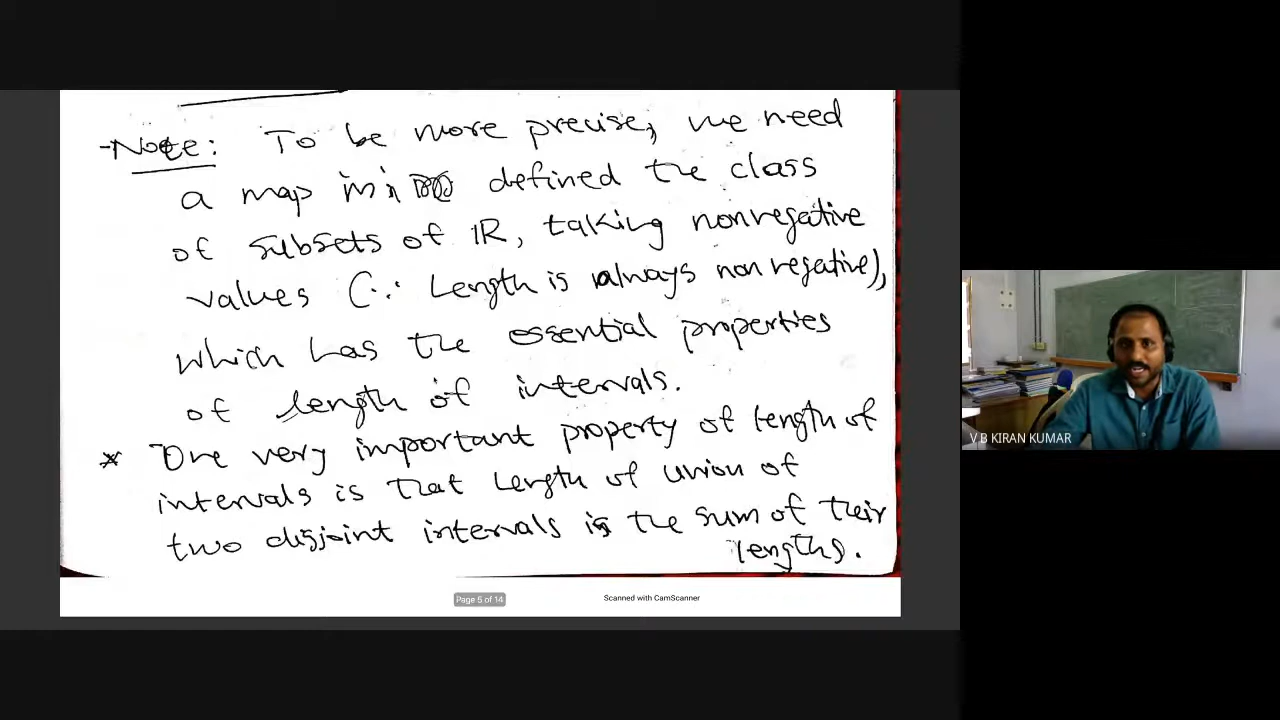 Note: To be more precise, we need
a map 'm' defined the class
of subsets of IR, taking nonnegative
values (∵ Length is always nonnegative),
which has the essential properties
of length of intervals.
* One very important property of length of
intervals is that length of union of
two disjoint intervals is the sum of their
lengths.
Page 5 of 14
Scanned with CamScanner
V B KIRAN KUMAR